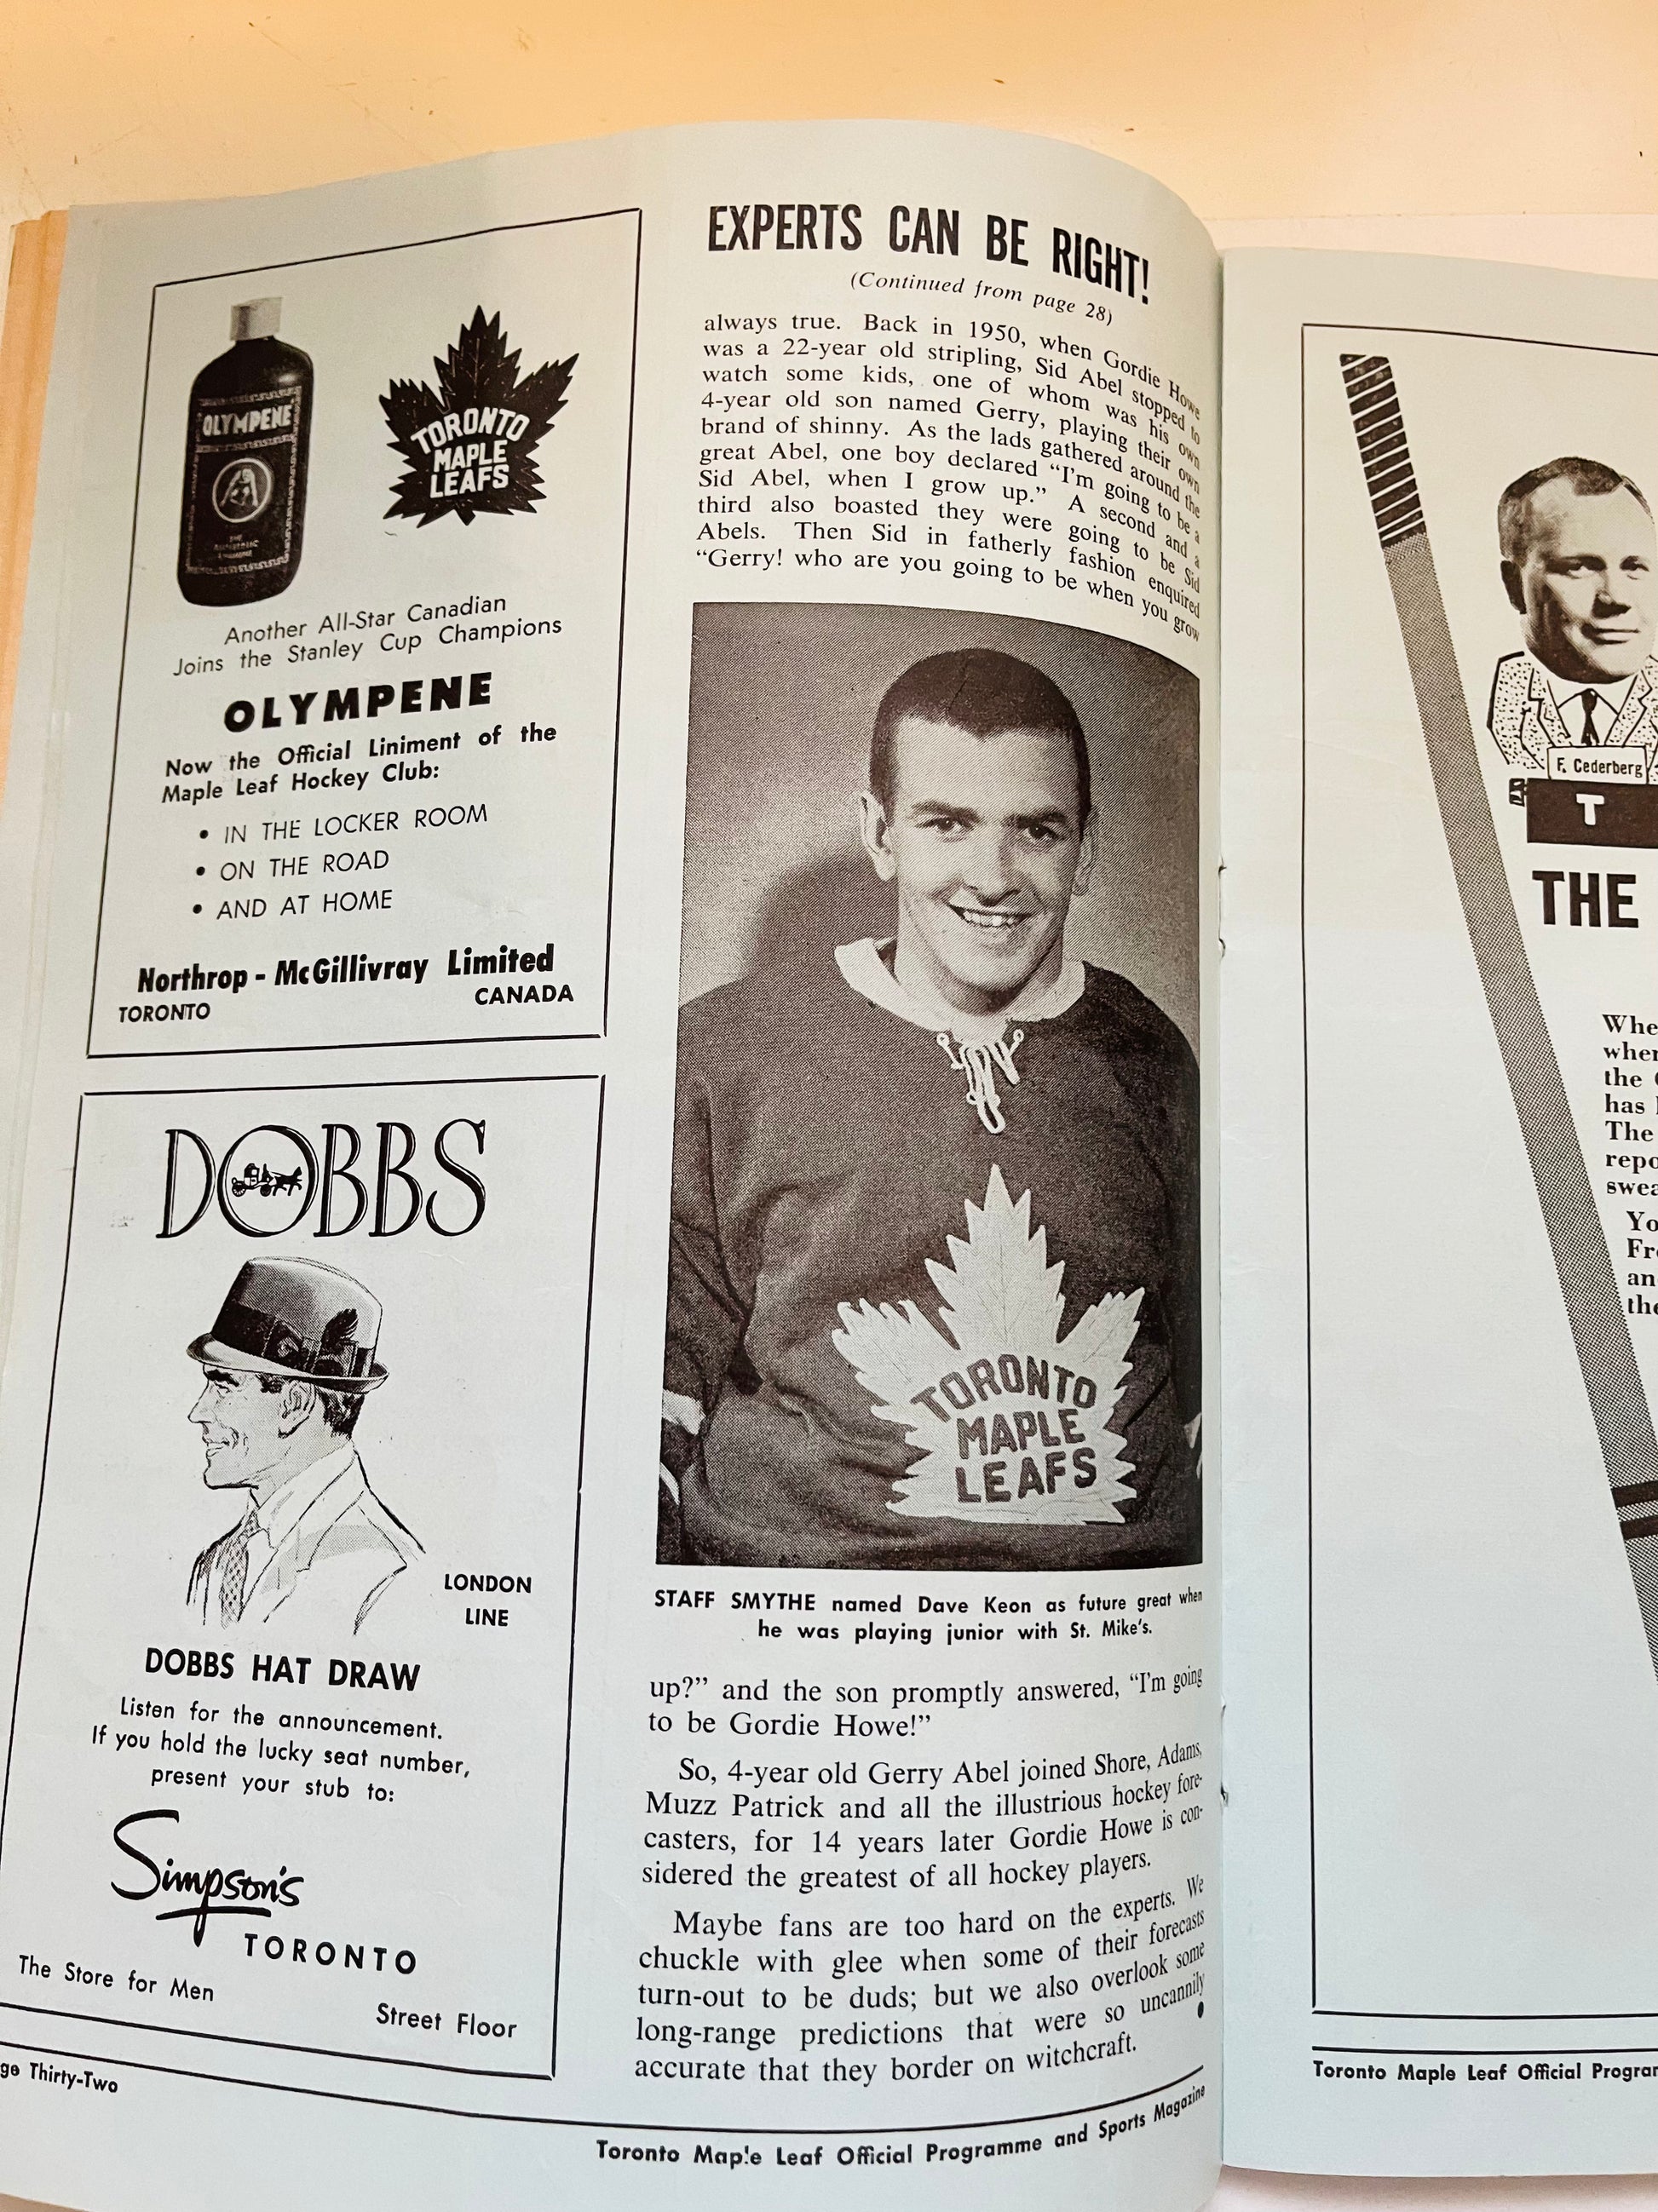 OLYMPENE
TORONTO
MAPLE
LEAFS
Another All-Star Canadian
Joins the Stanley Cup Champions
OLYMPENE
Now the Official Liniment of the
Maple Leaf Hockey Club:
• IN THE LOCKER ROOM
• ON THE ROAD
• AND AT HOME
Northrop - McGillivray Limited
TORONTO CANADA
DOBBS
LONDON
LINE
DOBBS HAT DRAW
Listen for the announcement.
If you hold the lucky seat number,
present your stub to:
Simpson's
TORONTO
The Store for Men
Street Floor
ge Thirty-Two
EXPERTS CAN BE RIGHT!
(Continued from page 28)
always true. Back in 1950, when Gordie Howe
was a 22-year old stripling, Sid Abel stopped to
watch some kids, one of whom was his own
4-year old son named Gerry, playing their own
brand of shinny. As the lads gathered around the
great Abel, one boy declared “I'm going to be a
Sid Abel, when I grow up.” A second and a
third also boasted they were going to be Sid
Abels. Then Sid in fatherly fashion enquired
“Gerry! who are you going to be when you grow
TORONTO
MAPLE
LEAFS
STAFF SMYTHE named Dave Keon as future great when
he was playing junior with St. Mike's.
up?” and the son promptly answered, “I'm going
to be Gordie Howe!”
So, 4-year old Gerry Abel joined Shore, Adams,
Muzz Patrick and all the illustrious hockey fore-
casters, for 14 years later Gordie Howe is con-
sidered the greatest of all hockey players.
Maybe fans are too hard on the experts. We
chuckle with glee when some of their forecasts
turn-out to be duds; but we also overlook some
long-range predictions that were so uncannily
accurate that they border on witchcraft. •
Toronto Maple Leaf Official Programme and Sports Magazine
F. Cederberg
T
THE
Whe
when
the
has
The
repo
swea
Yo
Fr
an
the
Toronto Maple Leaf Official Program